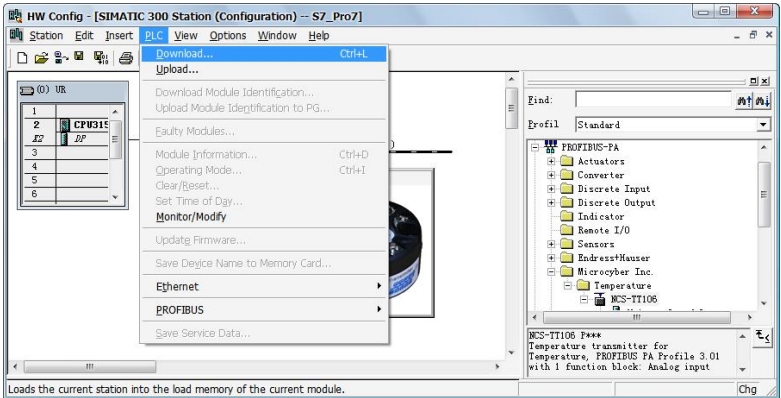 HW Config - [SIMATIC 300 Station (Configuration) -- S7_Pro7]
Station Edit Insert PLC View Options Window Help
Download... Ctrl+L
Upload...
Download Module Identification...
Upload Module Identification to PG...
Faulty Modules...
Module Information... Ctrl+D
Operating Mode... Ctrl+I
Clear/Reset...
Set Time of Day...
Monitor/Modify
Update Firmware...
Save Device Name to Memory Card...
Ethernet
PROFIBUS
Save Service Data...
(0) UR
1
2 CPU315
X2 DP
3
4
5
6
Find:
Profil Standard
PROFIBUS-PA
Actuators
Converter
Discrete Input
Discrete Output
Indicator
Remote I/O
Sensors
Endress+Hauser
Microcyber Inc.
Temperature
NCS-TT106
NCS-TT106 P***
Temperature transmitter for
Temperature, PROFIBUS PA Profile 3.01
with 1 function block: Analog input
Loads the current station into the load memory of the current module.
Chg